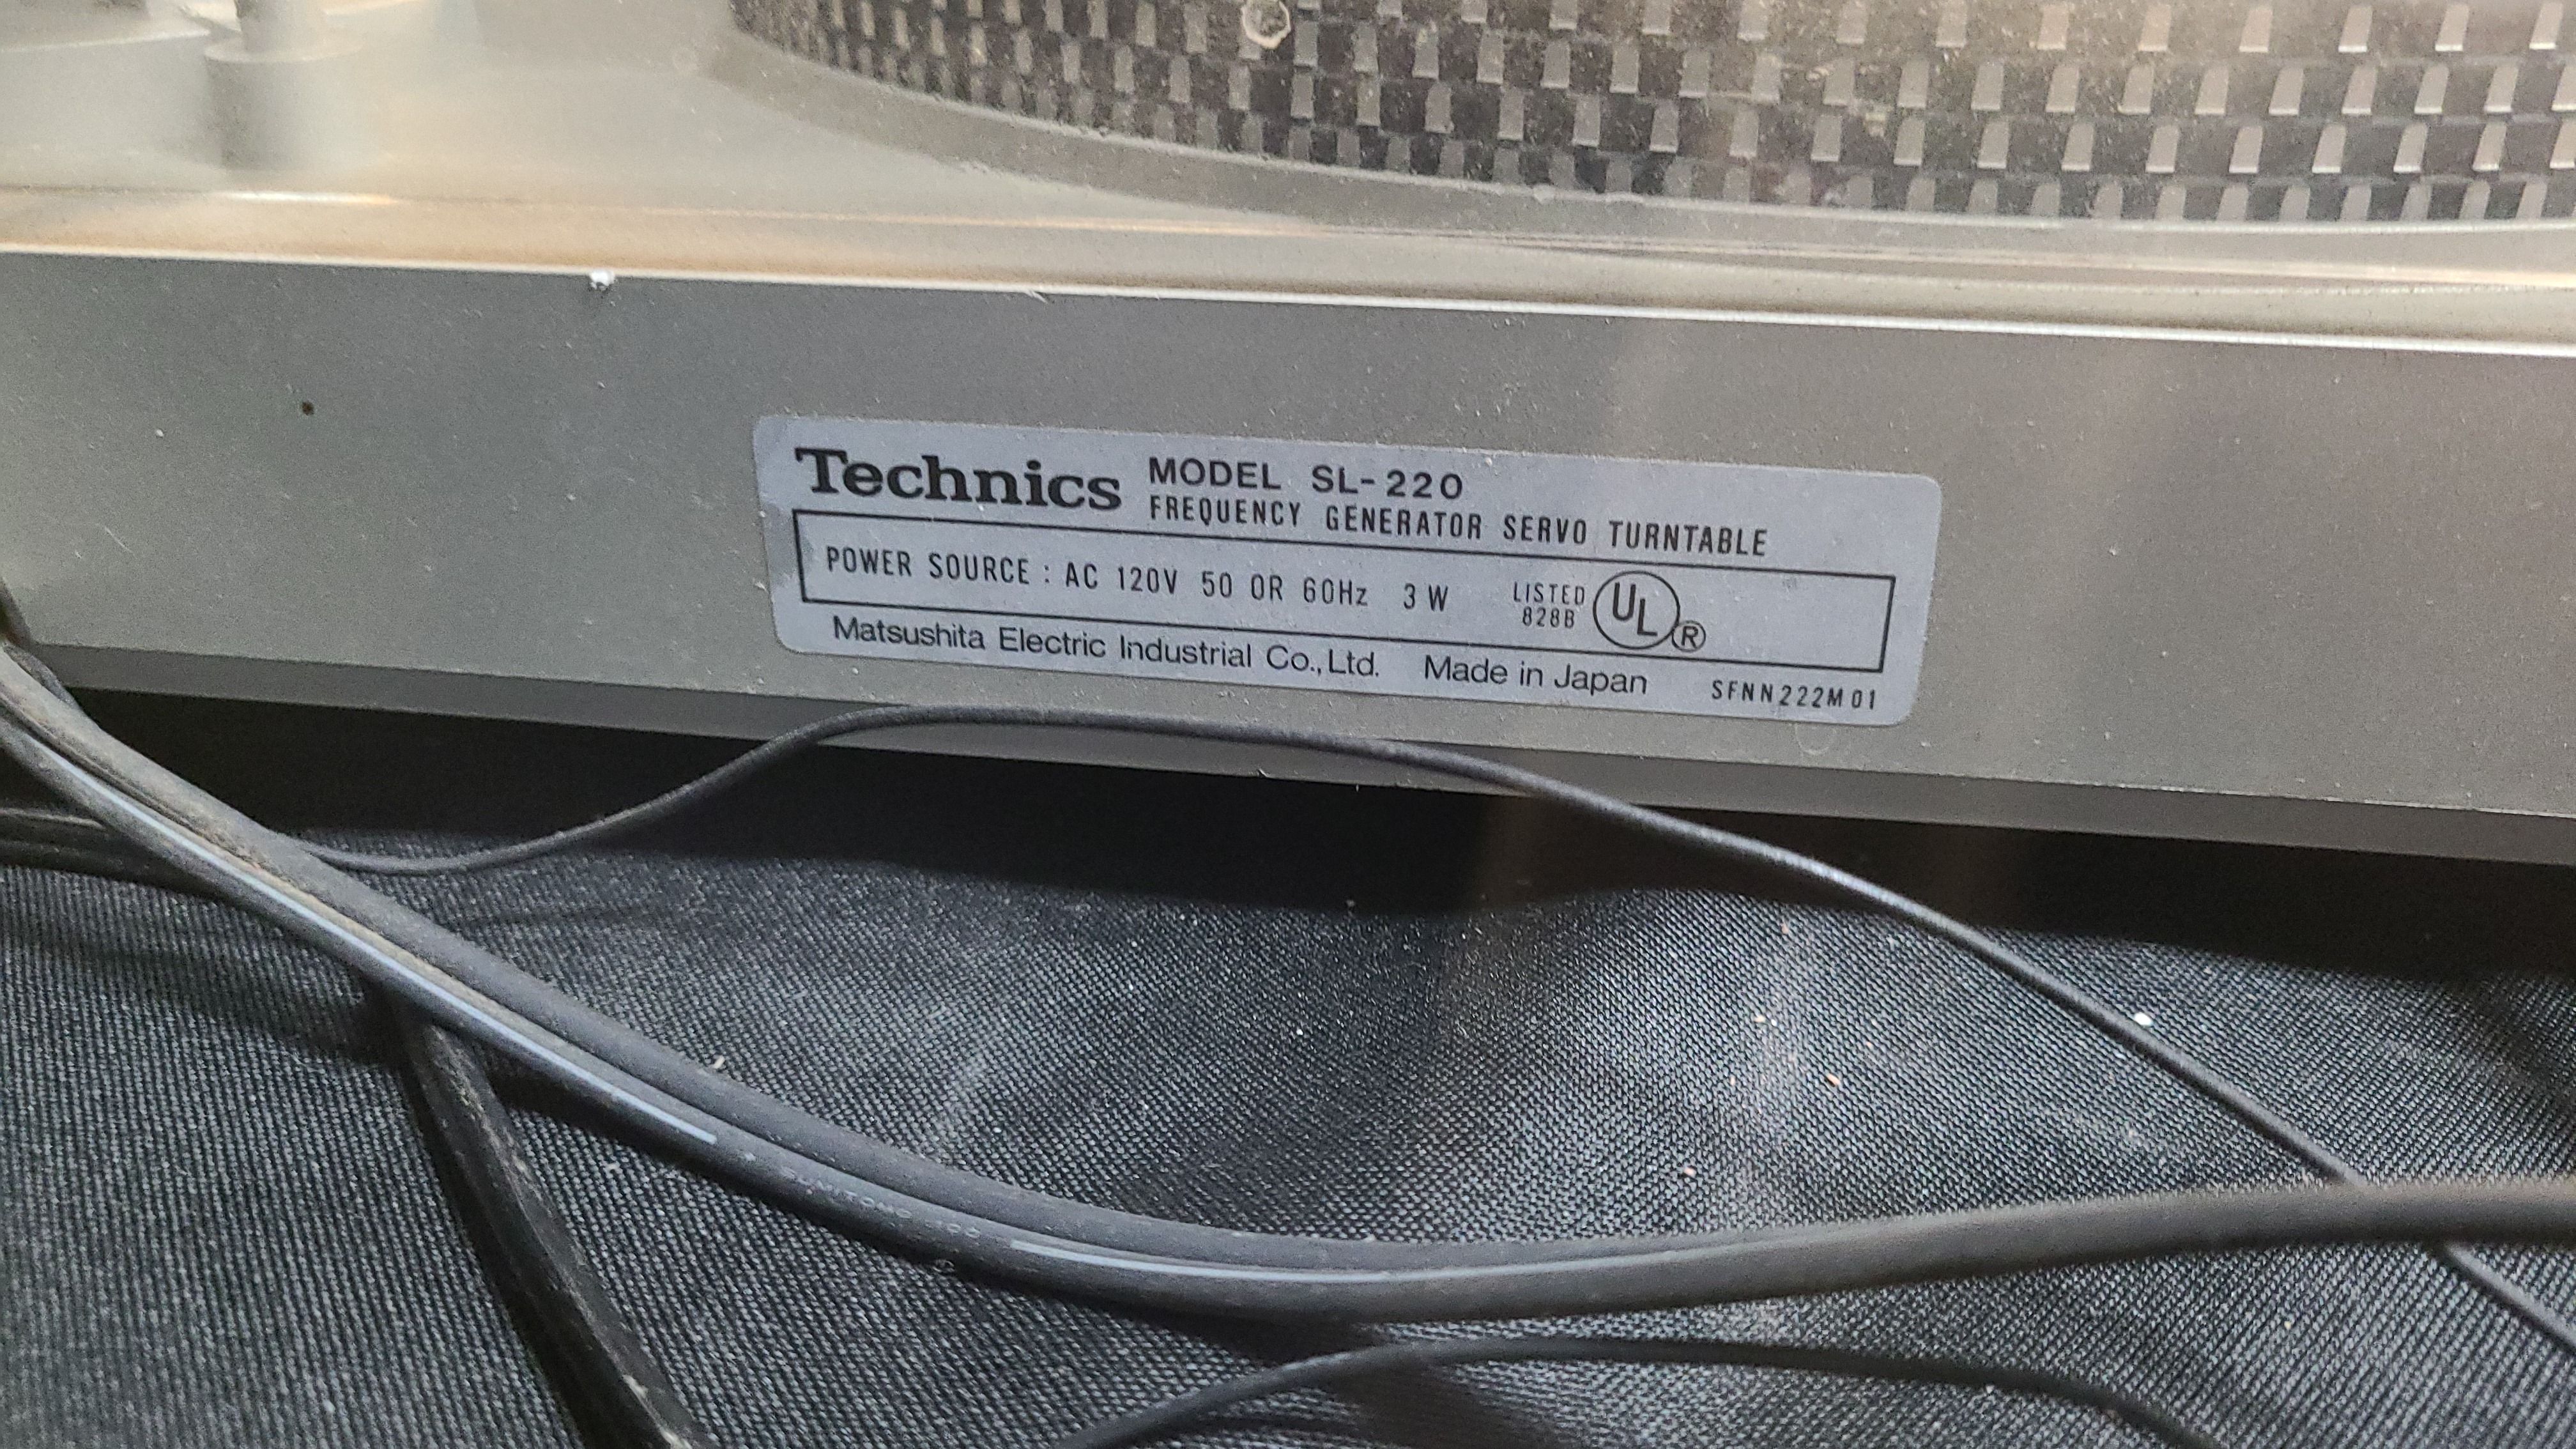 Technics MODEL SL-220
FREQUENCY GENERATOR SERVO TURNTABLE
POWER SOURCE : AC 120V 50 OR 60Hz 3 W
LISTED
828B
UL ®
Matsushita Electric Industrial Co., Ltd. Made in Japan SFNN222M01